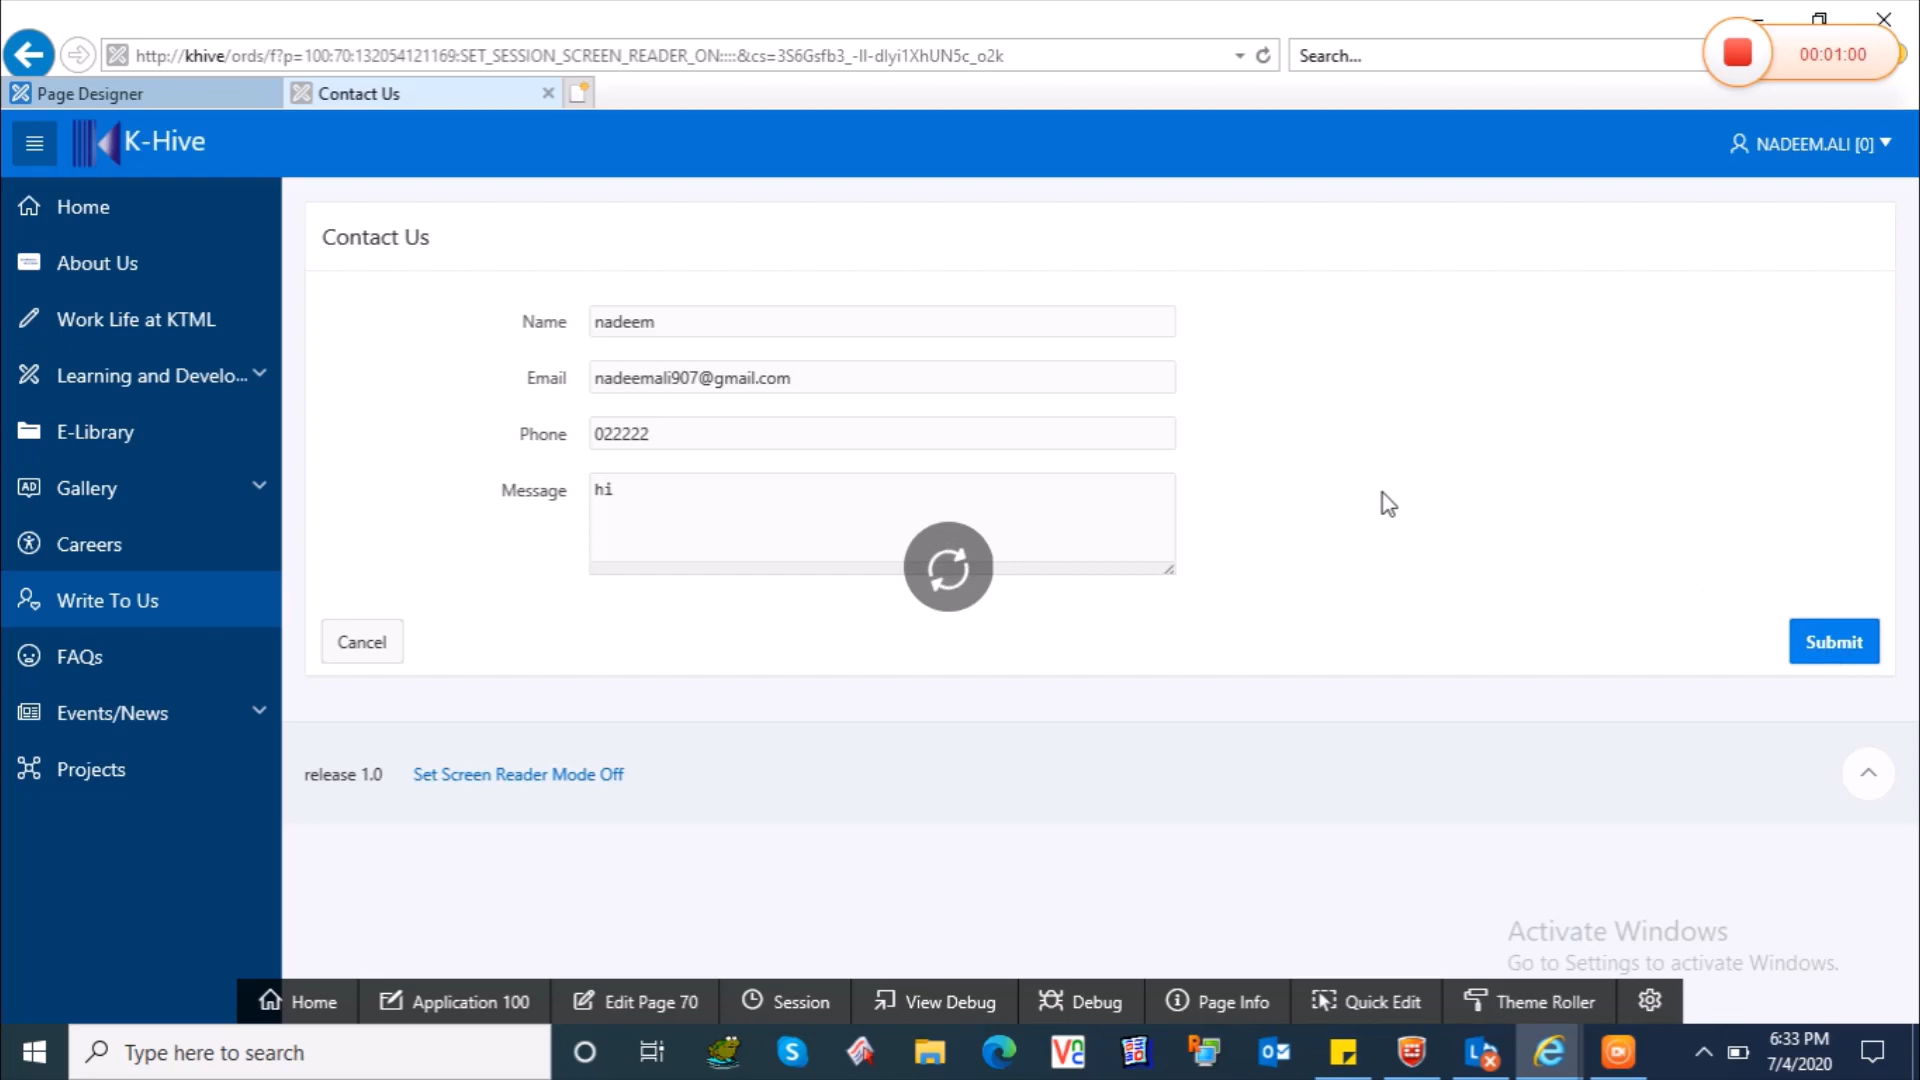 http://khive/ords/f?p=100:70:132054121169:SET_SESSION_SCREEN_READER_ON::::&cs=3S6Gsfb3_-II-dIyi1XhUN5c_o2k
Search...
00:01:00
Page Designer
Contact Us
K-Hive
NADEEM.ALI [0]
Home
About Us
Work Life at KTML
Learning and Develo...
E-Library
AD Gallery
Careers
Write To Us
FAQs
Events/News
Projects
Contact Us
Name nadeem
Email nadeemali907@gmail.com
Phone 022222
Message hi
Cancel
Submit
release 1.0 Set Screen Reader Mode Off
Activate Windows
Go to Settings to activate Windows.
Home Application 100 Edit Page 70 Session View Debug Debug Page Info Quick Edit Theme Roller
Type here to search
6:33 PM
7/4/2020